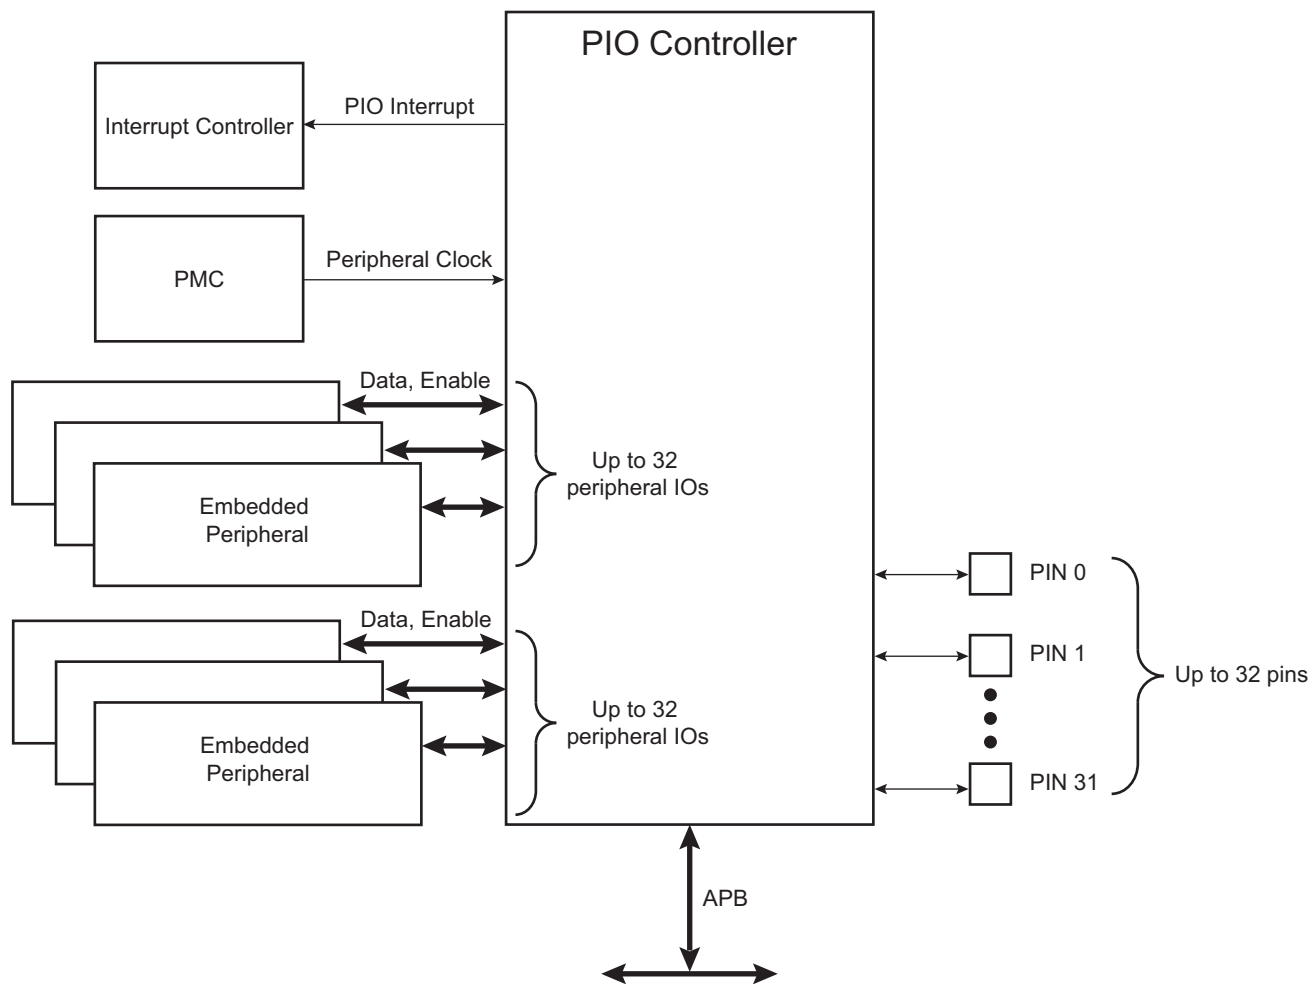 PIO Controller
PIO Interrupt
Interrupt Controller
Peripheral Clock
PMC
Data, Enable
Up to 32
peripheral IOs
Embedded
Peripheral
PIN 0
Data, Enable
PIN 1
Up to 32 pins
Up to 32
peripheral IOs
Embedded
Peripheral
PIN 31
APB